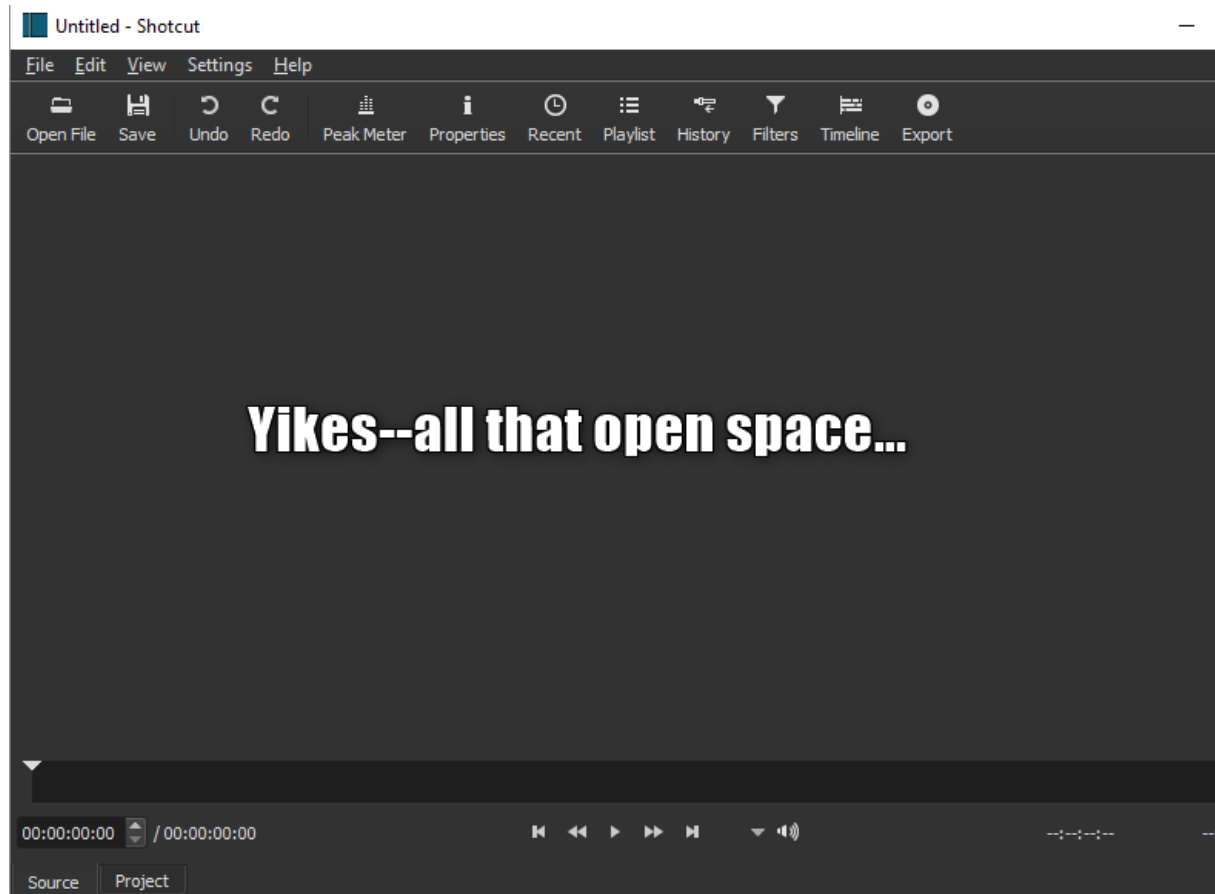 Untitled - Shotcut
File Edit View Settings Help
Open File Save Undo Redo Peak Meter Properties Recent Playlist History Filters Timeline Export
Yikes--all that open space...
00:00:00:00 / 00:00:00:00 --:--:--:-- --
Source Project